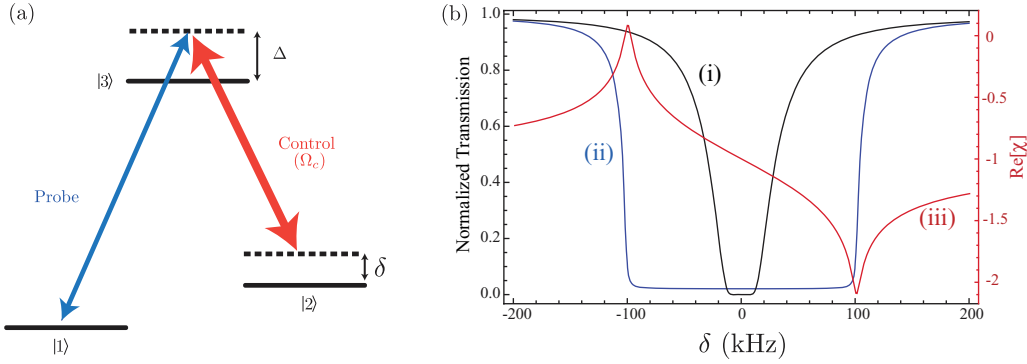 (a)
|3⟩
Δ
Control
(Ω_c)
Probe
δ
|2⟩
|1⟩
(b)
Normalized Transmission
1.0
0.8
0.6
0.4
0.2
0.0
-200
-100
0
100
200
δ (kHz)
(i)
(ii)
(iii)
0
-0.5
-1
-1.5
-2
Re[χ]